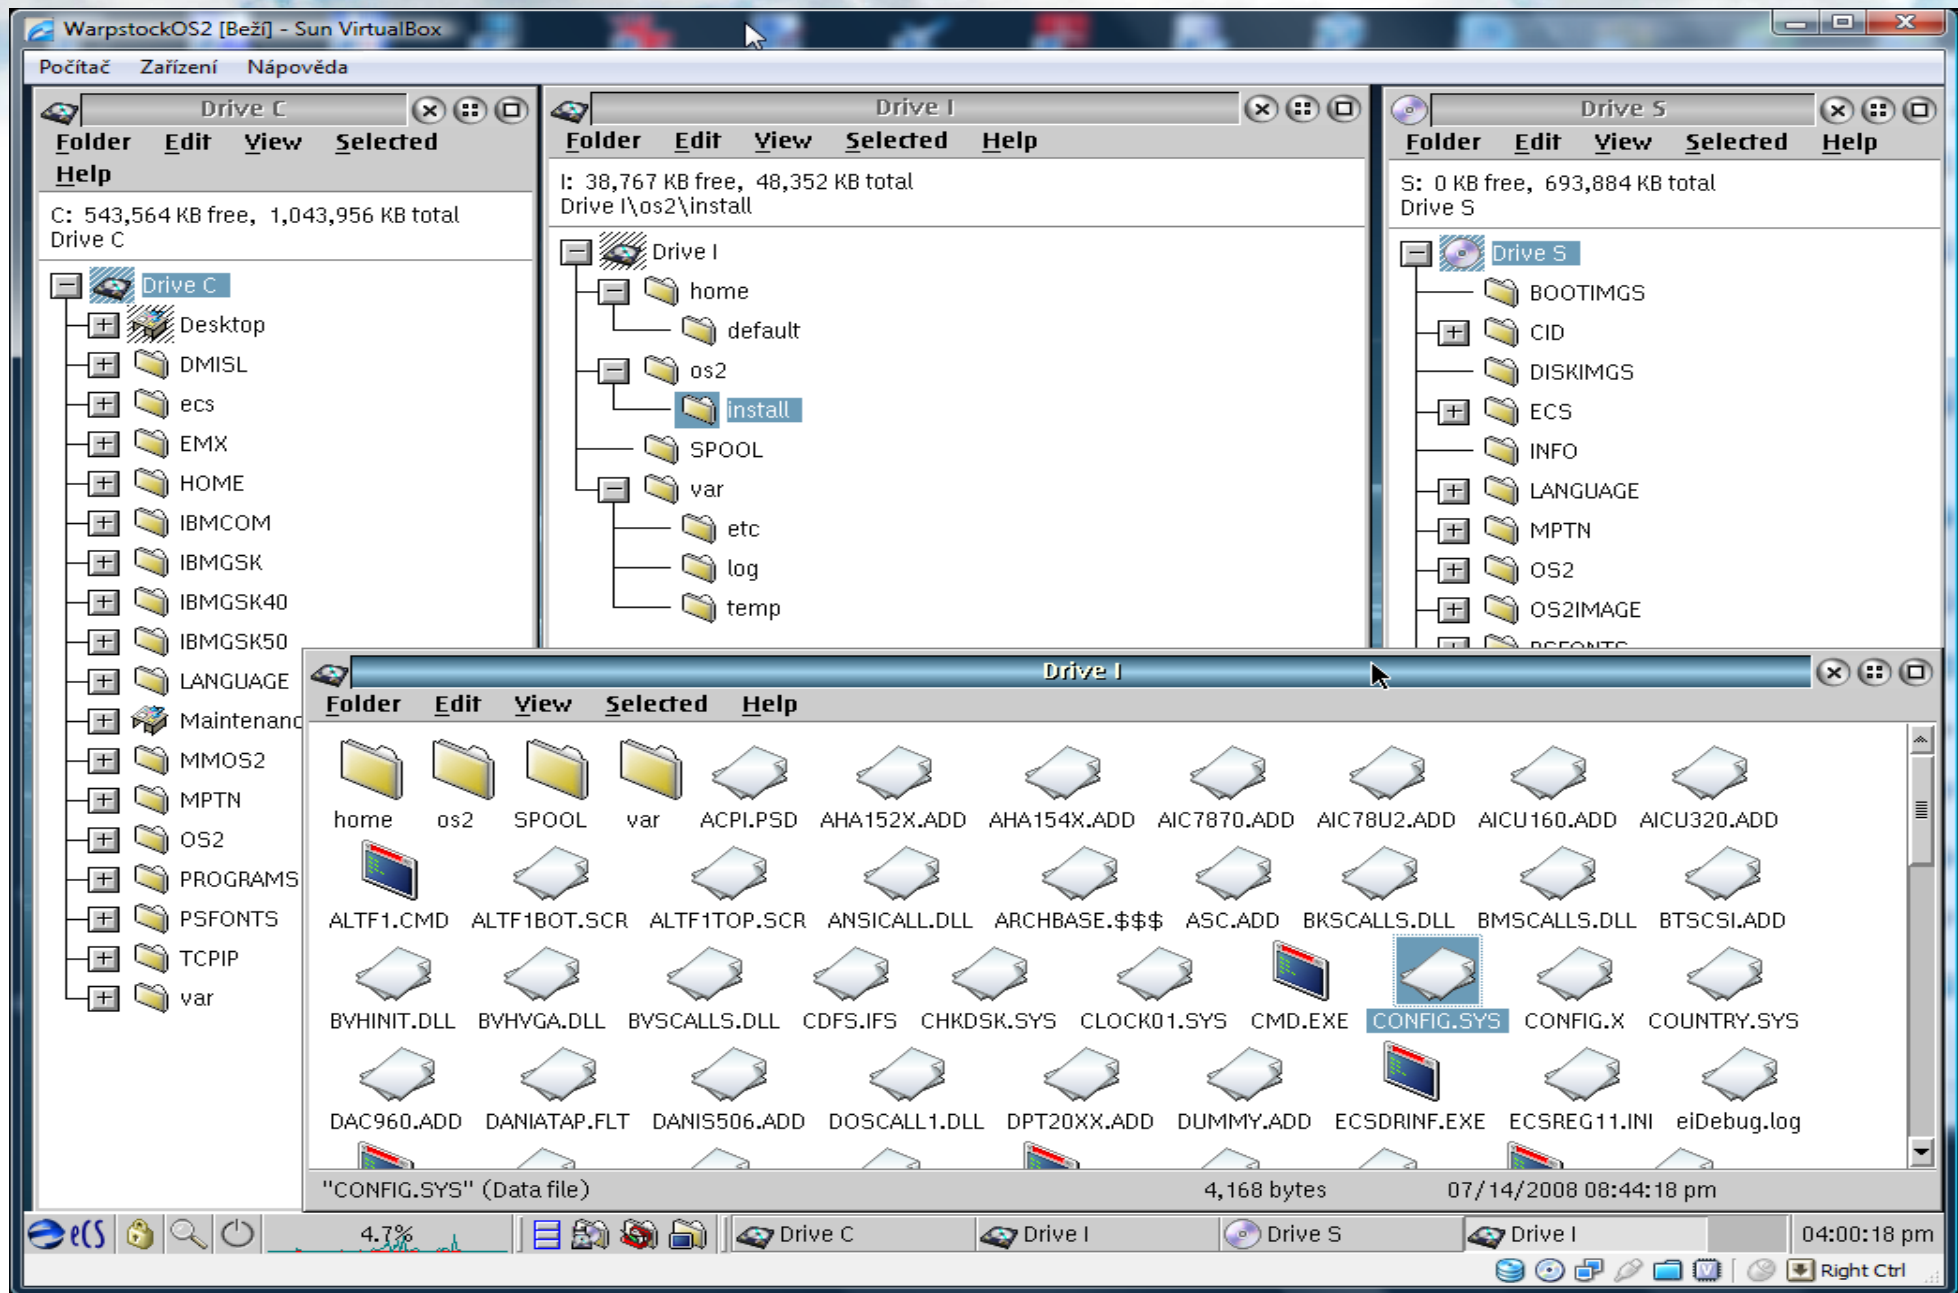 WarpstockOS2 [Beží] - Sun VirtualBox
Počítač Zařízení Nápověda
Drive C
Folder Edit View Selected
Help
C: 543,564 KB free, 1,043,956 KB total
Drive C
Drive C
Desktop
DMISL
ecs
EMX
HOME
IBMCOM
IBMGSK
IBMGSK40
IBMGSK50
LANGUAGE
Maintenanc
MMOS2
MPTN
OS2
PROGRAMS
PSFONTS
TCPIP
var
Drive I
Folder Edit View Selected Help
I: 38,767 KB free, 48,352 KB total
Drive I\os2\install
Drive I
home
default
os2
install
SPOOL
var
etc
log
temp
Drive S
Folder Edit View Selected Help
S: 0 KB free, 693,884 KB total
Drive S
Drive S
BOOTIMGS
CID
DISKIMGS
ECS
INFO
LANGUAGE
MPTN
OS2
OS2IMAGE
PSFONTS
Drive I
Folder Edit View Selected Help
home os2 SPOOL var ACPI.PSD AHA152X.ADD AHA154X.ADD AIC7870.ADD AIC78U2.ADD AICU160.ADD AICU320.ADD
ALTF1.CMD ALTF1BOT.SCR ALTF1TOP.SCR ANSICALL.DLL ARCHBASE.$$$ ASC.ADD BKSCALLS.DLL BMSCALLS.DLL BTSCSI.ADD
BVHINIT.DLL BVHVGA.DLL BVSCALLS.DLL CDFS.IFS CHKDSK.SYS CLOCK01.SYS CMD.EXE CONFIG.SYS CONFIG.X COUNTRY.SYS
DAC960.ADD DANIATAP.FLT DANIS506.ADD DOSCALL1.DLL DPT20XX.ADD DUMMY.ADD ECSDRINF.EXE ECSREG11.INI eiDebug.log
"CONFIG.SYS" (Data file) 4,168 bytes 07/14/2008 08:44:18 pm
eCS 4.7% Drive C Drive I Drive S Drive I 04:00:18 pm
Right Ctrl